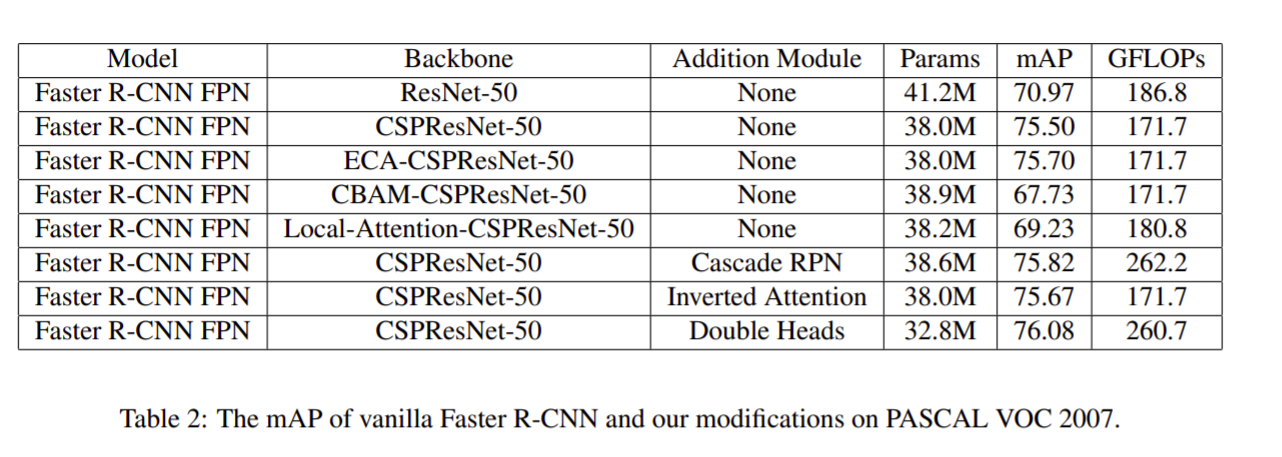 Model Backbone Addition Module Params mAP GFLOPs
Faster R-CNN FPN ResNet-50 None 41.2M 70.97 186.8
Faster R-CNN FPN CSPResNet-50 None 38.0M 75.50 171.7
Faster R-CNN FPN ECA-CSPResNet-50 None 38.0M 75.70 171.7
Faster R-CNN FPN CBAM-CSPResNet-50 None 38.9M 67.73 171.7
Faster R-CNN FPN Local-Attention-CSPResNet-50 None 38.2M 69.23 180.8
Faster R-CNN FPN CSPResNet-50 Cascade RPN 38.6M 75.82 262.2
Faster R-CNN FPN CSPResNet-50 Inverted Attention 38.0M 75.67 171.7
Faster R-CNN FPN CSPResNet-50 Double Heads 32.8M 76.08 260.7
Table 2: The mAP of vanilla Faster R-CNN and our modifications on PASCAL VOC 2007.